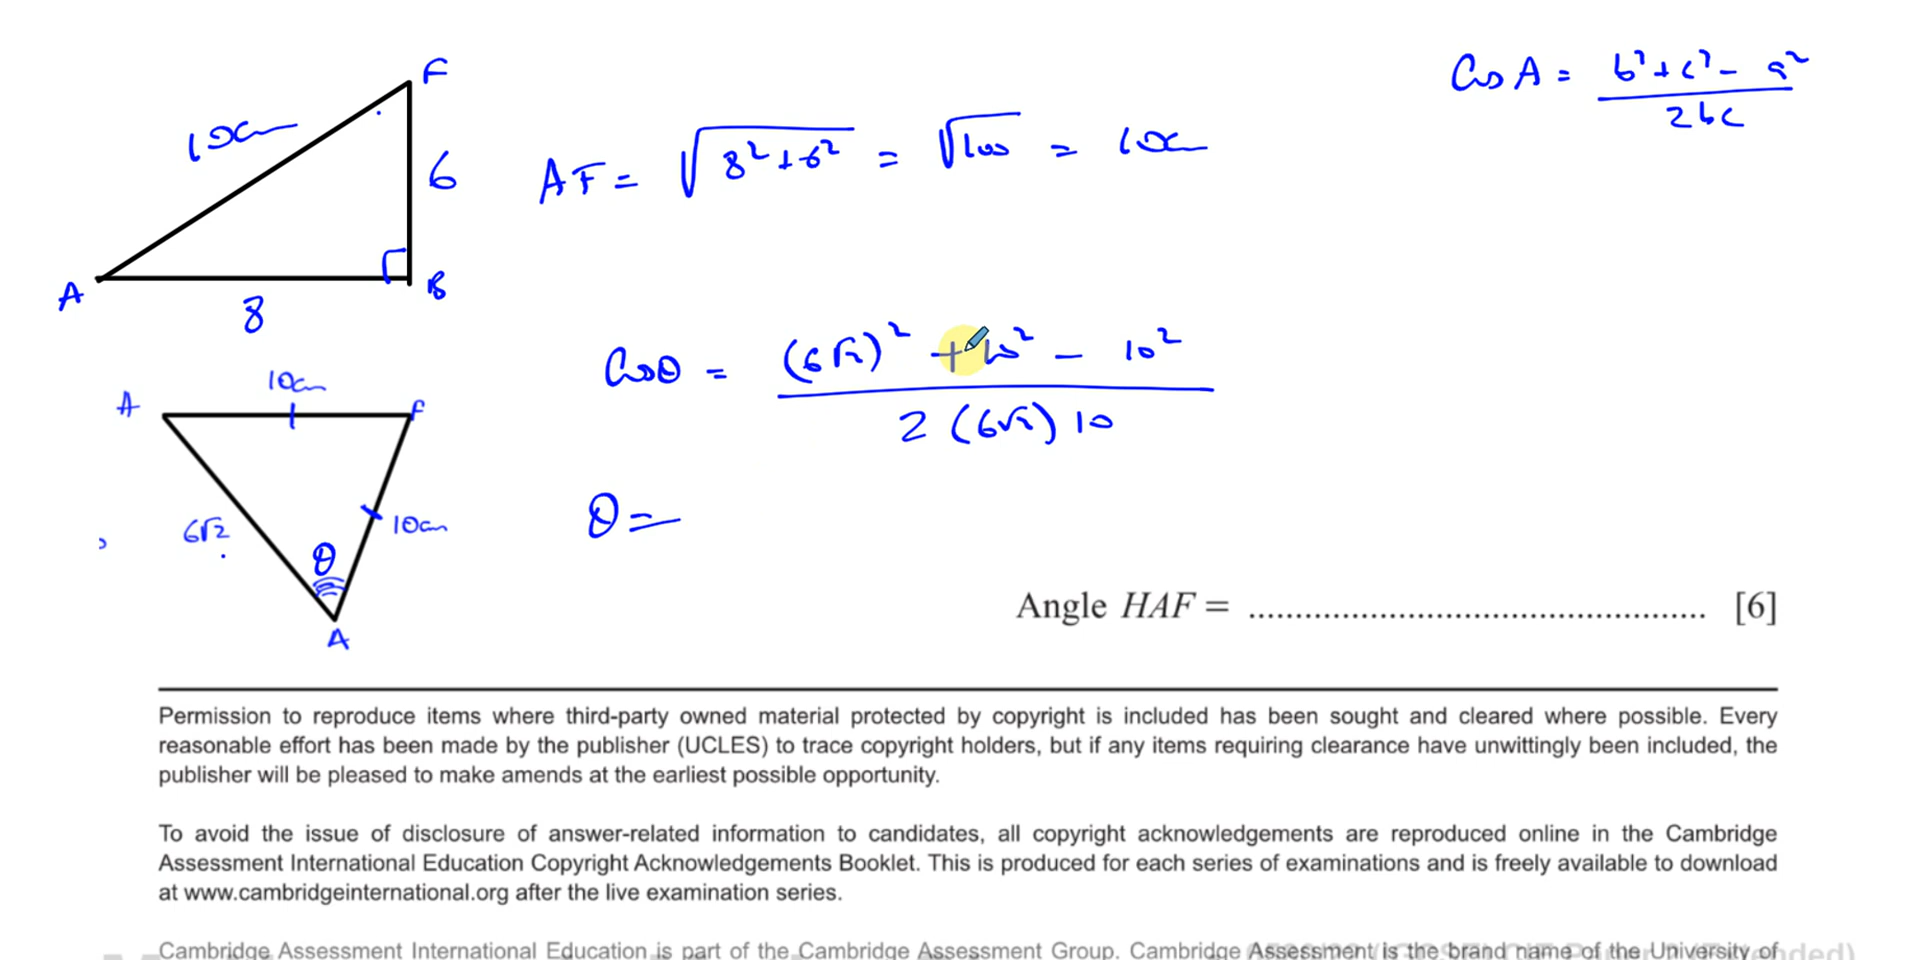 F
10cm
6
A
8
B
AF = √(8² + 6²) = √100 = 10cm
Cos A = (b² + c² - a²) / 2bc
Cos θ = ((6√2)² + 10² - 10²) / 2 (6√2) 10
A
10cm
F
6√2
θ
10cm
A
θ =
Angle HAF = ................................................ [6]
Permission to reproduce items where third-party owned material protected by copyright is included has been sought and cleared where possible. Every
reasonable effort has been made by the publisher (UCLES) to trace copyright holders, but if any items requiring clearance have unwittingly been included, the
publisher will be pleased to make amends at the earliest possible opportunity.
To avoid the issue of disclosure of answer-related information to candidates, all copyright acknowledgements are reproduced online in the Cambridge
Assessment International Education Copyright Acknowledgements Booklet. This is produced for each series of examinations and is freely available to download
at www.cambridgeinternational.org after the live examination series.
Cambridge Assessment International Education is part of the Cambridge Assessment Group. Cambridge Assessment is the brand name of the University of